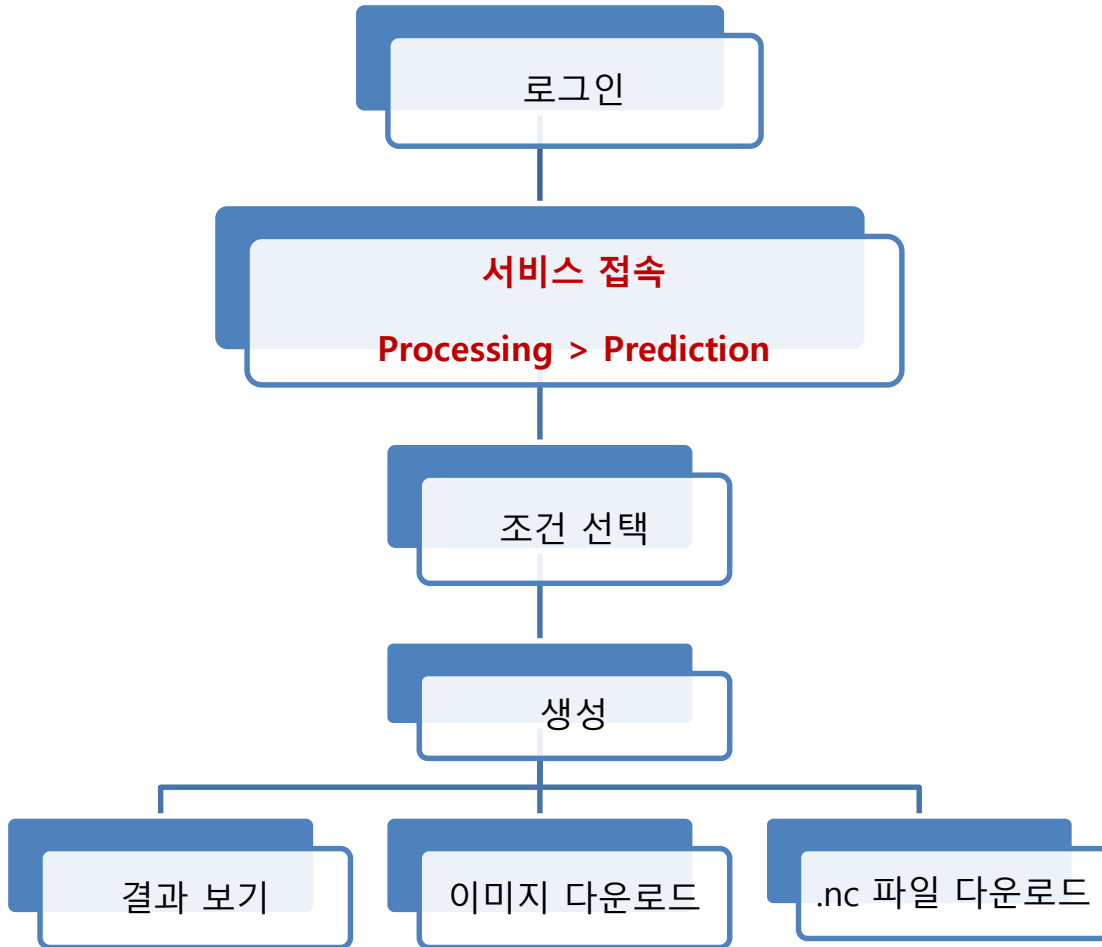 로그인
서비스 접속
Processing > Prediction
조건 선택
생성
결과 보기
이미지 다운로드
.nc 파일 다운로드